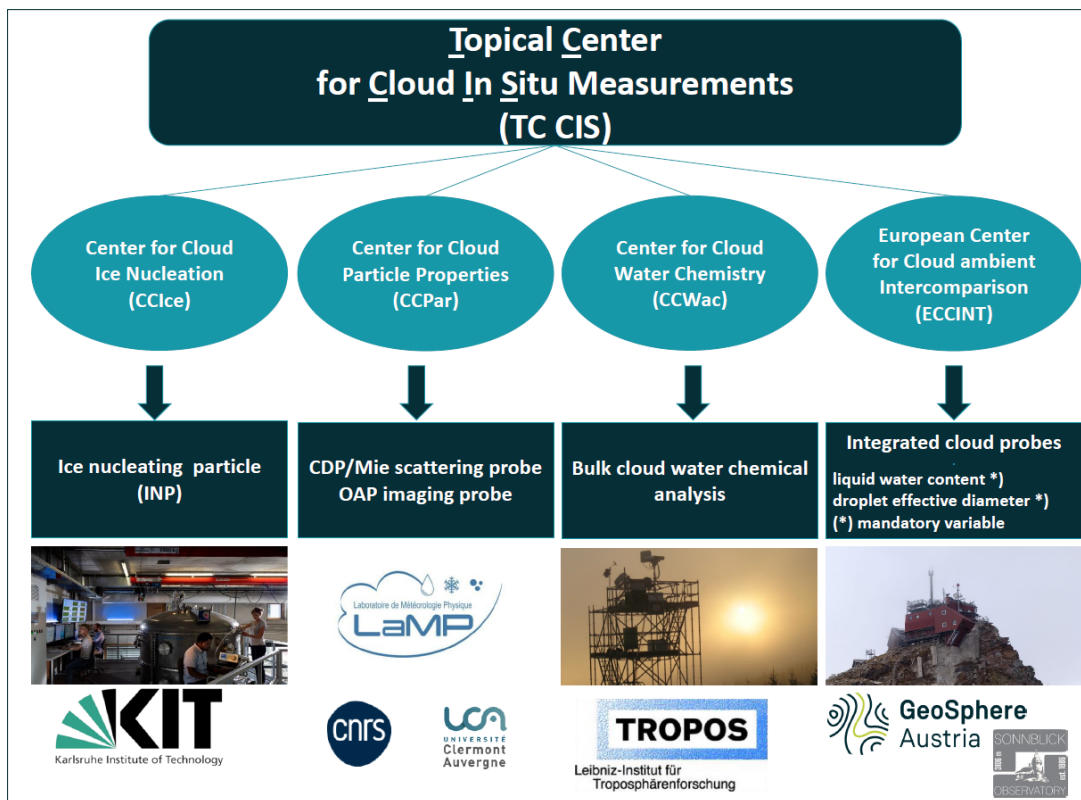 Topical Center
for Cloud In Situ Measurements
(TC CIS)
Center for Cloud
Ice Nucleation
(CCIce)
Center for Cloud
Particle Properties
(CCPar)
Center for Cloud
Water Chemistry
(CCWac)
European Center
for Cloud ambient
Intercomparison
(ECCINT)
Ice nucleating particle
(INP)
CDP/Mie scattering probe
OAP imaging probe
Bulk cloud water chemical
analysis
Integrated cloud probes
liquid water content *)
droplet effective diameter *)
(*) mandatory variable
KIT
Karlsruhe Institute of Technology
Laboratoire de Météorologie Physique
LaMP
cnrs
UCA
UNIVERSITÉ
Clermont
Auvergne
TROPOS
Leibniz-Institut für
Troposphärenforschung
GeoSphere
Austria
SONNBLICK
3106 m
est. 1886
OBSERVATORY